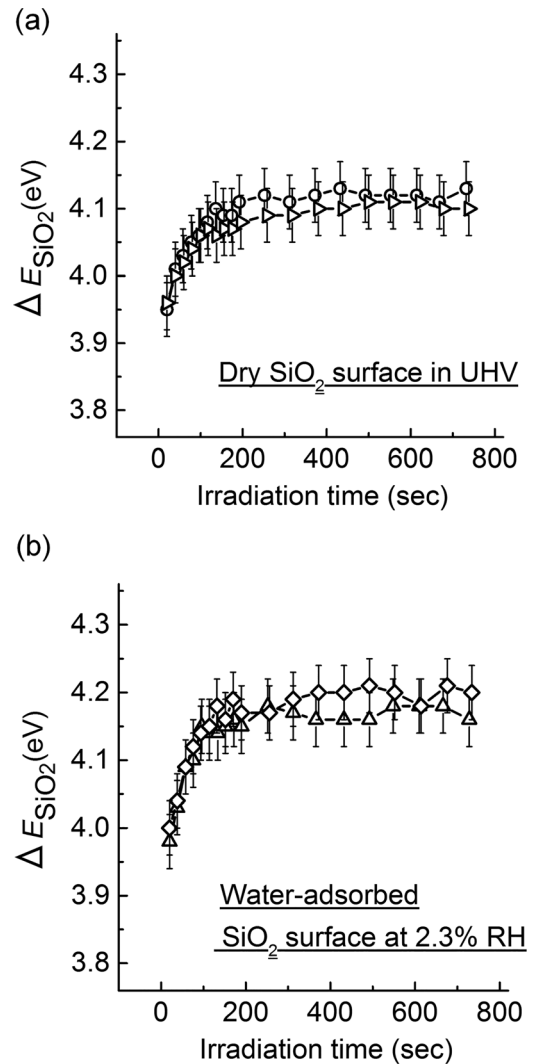 (a)
4.3
4.2
4.1
4.0
3.9
3.8
Δ E SiO2 (eV)
Dry SiO2 surface in UHV
0 200 400 600 800
Irradiation time (sec)
(b)
4.3
4.2
4.1
4.0
3.9
3.8
Δ E SiO2 (eV)
Water-adsorbed
SiO2 surface at 2.3% RH
0 200 400 600 800
Irradiation time (sec)